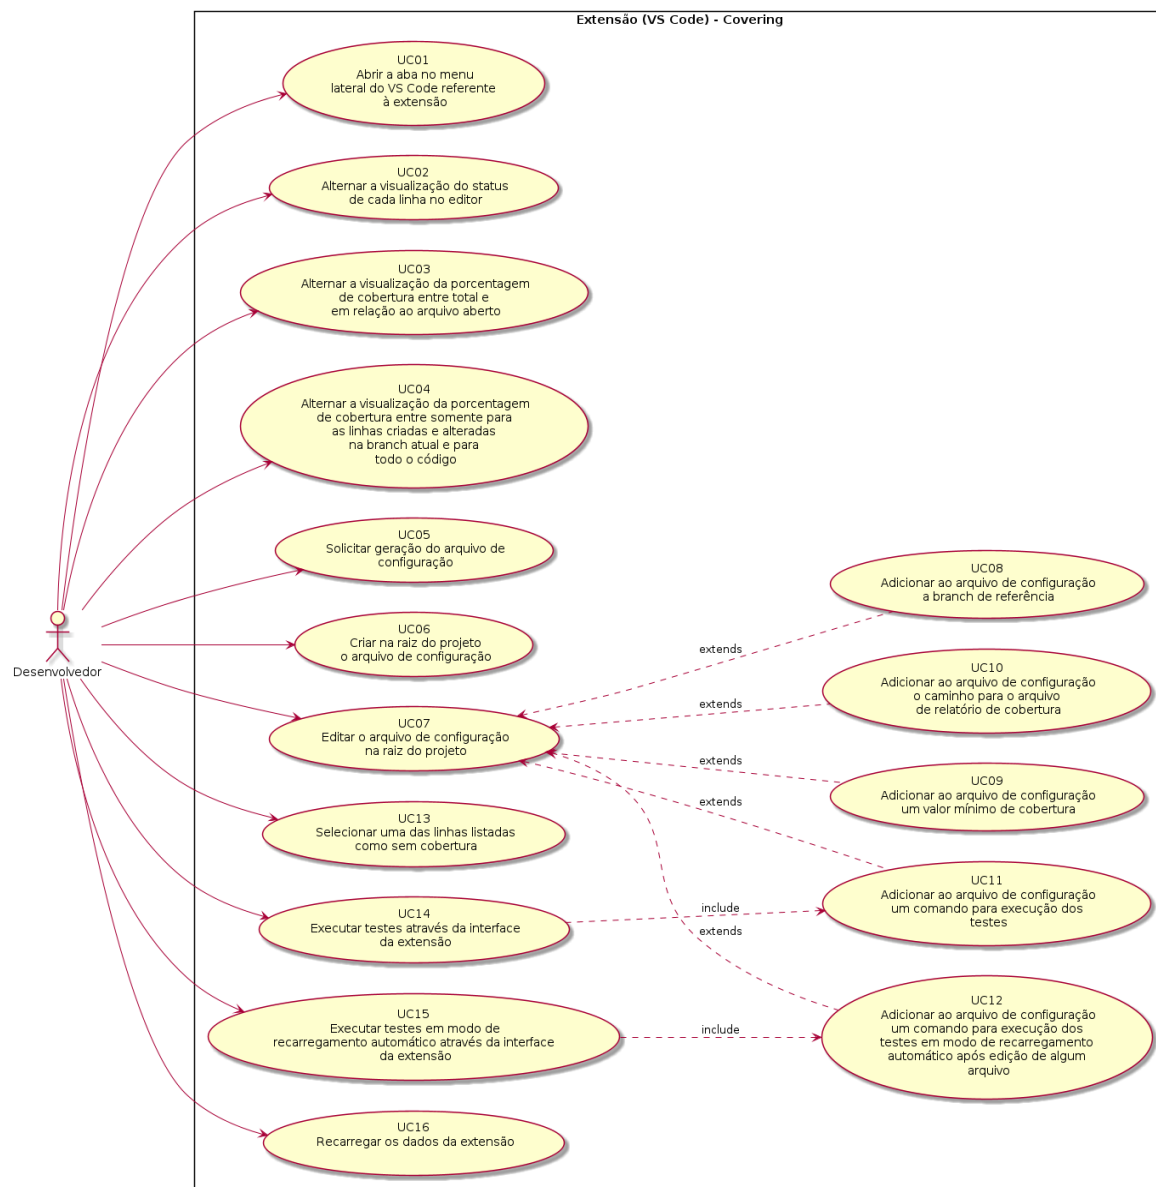 Extensão (VS Code) - Covering
UC01
Abrir a aba no menu
lateral do VS Code referente
à extensão
UC02
Alternar a visualização do status
de cada linha no editor
UC03
Alternar a visualização da porcentagem
de cobertura entre total e
em relação ao arquivo aberto
UC04
Alternar a visualização da porcentagem
de cobertura entre somente para
as linhas criadas e alteradas
na branch atual e para
todo o código
UC05
Solicitar geração do arquivo de
configuração
UC06
Criar na raiz do projeto
o arquivo de configuração
Desenvolvedor
UC07
Editar o arquivo de configuração
na raiz do projeto
UC13
Selecionar uma das linhas listadas
como sem cobertura
UC14
Executar testes através da interface
da extensão
UC15
Executar testes em modo de
recarregamento automático através da interface
da extensão
UC16
Recarregar os dados da extensão
extends
extends
extends
extends
include
extends
include
UC08
Adicionar ao arquivo de configuração
a branch de referência
UC10
Adicionar ao arquivo de configuração
o caminho para o arquivo
de relatório de cobertura
UC09
Adicionar ao arquivo de configuração
um valor mínimo de cobertura
UC11
Adicionar ao arquivo de configuração
um comando para execução dos
testes
UC12
Adicionar ao arquivo de configuração
um comando para execução dos
testes em modo de recarregamento
automático após edição de algum
arquivo